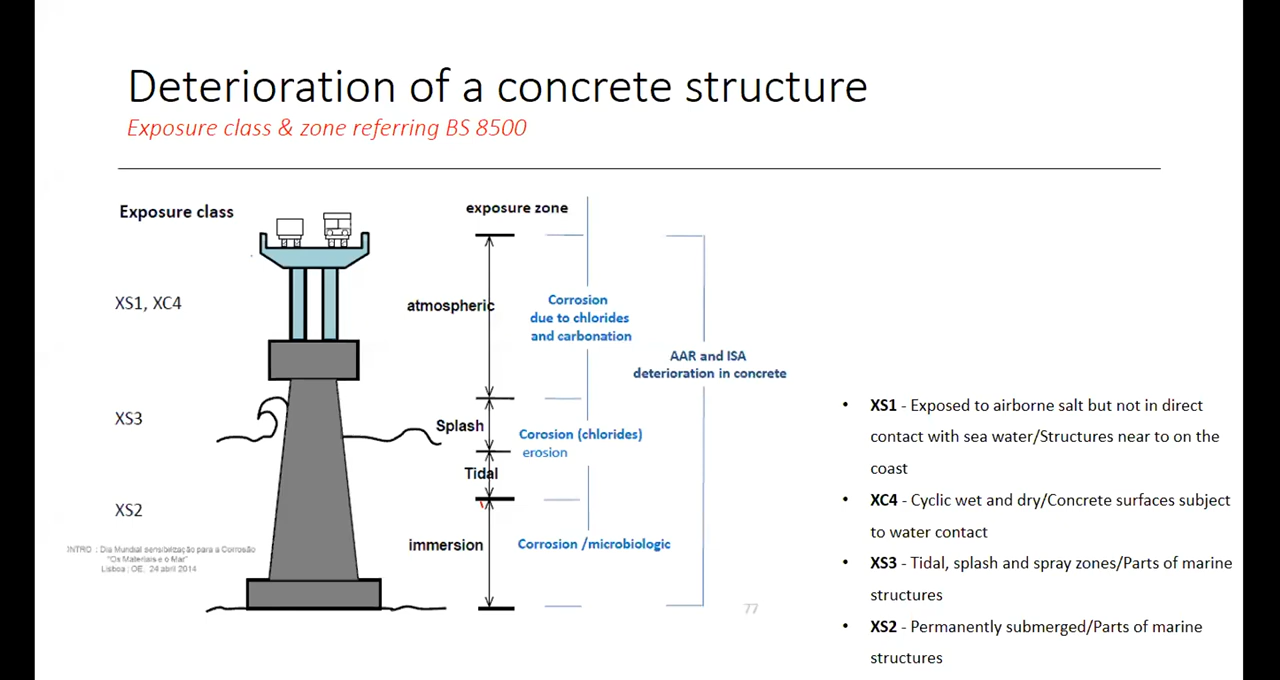 Deterioration of a concrete structure
Exposure class & zone referring BS 8500
Exposure class
exposure zone
XS1, XC4
atmospheric
Corrosion
due to chlorides
and carbonation
AAR and ISA
deterioration in concrete
XS3
Splash
Corosion (chlorides)
erosion
Tidal
XS2
immersion
Corrosion /microbiologic
INTRO : Dia Mundial sensibilização para a Corrosão
"Os Materiais e o Mar"
Lisboa : OE, 24 abril 2014
77
• XS1 - Exposed to airborne salt but not in direct
contact with sea water/Structures near to on the
coast
• XC4 - Cyclic wet and dry/Concrete surfaces subject
to water contact
• XS3 - Tidal, splash and spray zones/Parts of marine
structures
• XS2 - Permanently submerged/Parts of marine
structures